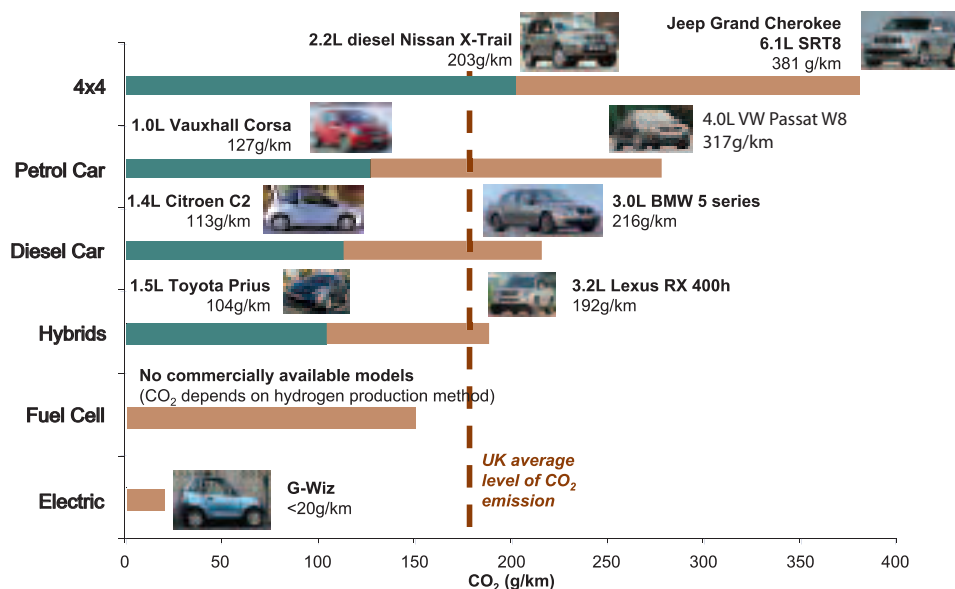 2.2L diesel Nissan X-Trail
203g/km
Jeep Grand Cherokee
6.1L SRT8
381 g/km
4x4
1.0L Vauxhall Corsa
127g/km
4.0L VW Passat W8
317g/km
Petrol Car
1.4L Citroen C2
113g/km
3.0L BMW 5 series
216g/km
Diesel Car
1.5L Toyota Prius
104g/km
3.2L Lexus RX 400h
192g/km
Hybrids
No commercially available models
(CO₂ depends on hydrogen production method)
Fuel Cell
UK average
level of CO₂
emission
G-Wiz
<20g/km
Electric
0 50 100 150 200 250 300 350 400
CO₂ (g/km)